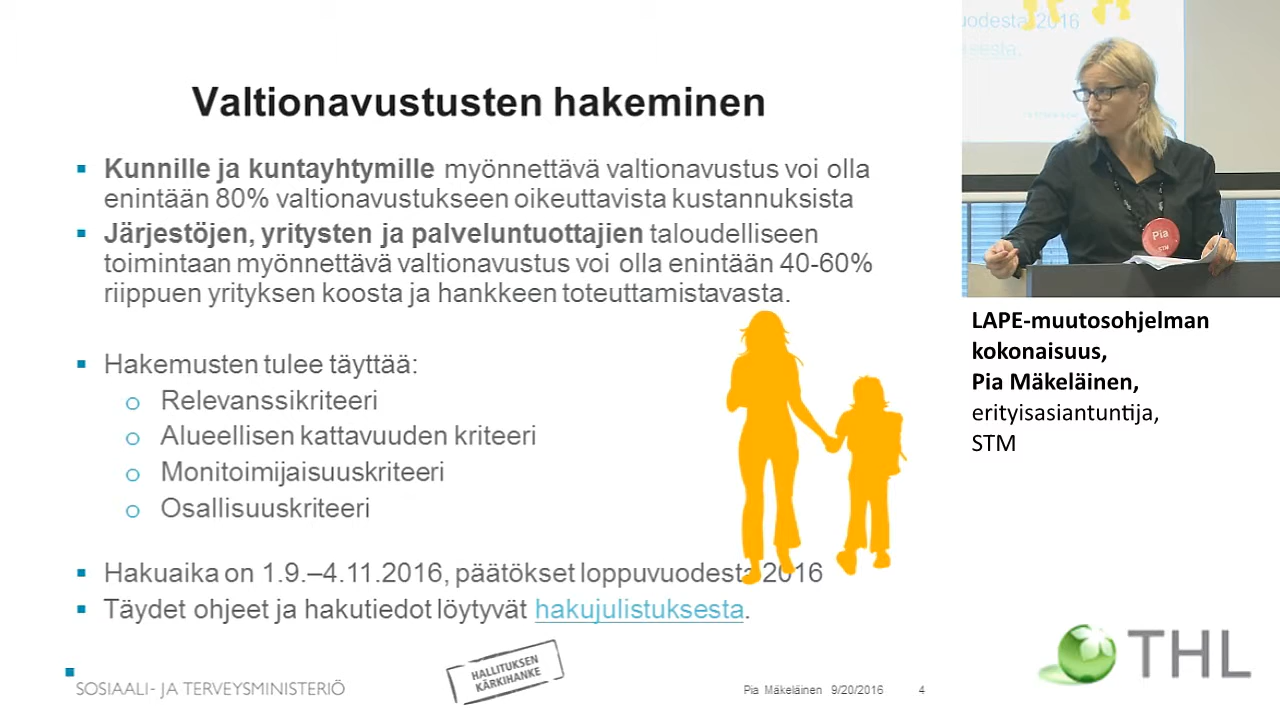 Valtionavustusten hakeminen
Kunnille ja kuntayhtymille myönnettävä valtionavustus voi olla
enintään 80% valtionavustukseen oikeuttavista kustannuksista
Järjestöjen, yritysten ja palveluntuottajien taloudelliseen
toimintaan myönnettävä valtionavustus voi olla enintään 40-60%
riippuen yrityksen koosta ja hankkeen toteuttamistavasta.
Hakemusten tulee täyttää:
Relevanssikriteeri
Alueellisen kattavuuden kriteeri
Monitoimijaisuuskriteeri
Osallisuuskriteeri
Hakuaika on 1.9.–4.11.2016, päätökset loppuvuodesta 2016
Täydet ohjeet ja hakutiedot löytyvät hakujulistuksesta.
HALLITUKSEN
KÄRKIHANKE
SOSIAALI- JA TERVEYSMINISTERIÖ
Pia Mäkeläinen 9/20/2016 4
2016
Pia
STM
LAPE-muutosohjelman
kokonaisuus,
Pia Mäkeläinen,
erityisasiantuntija,
STM
THL